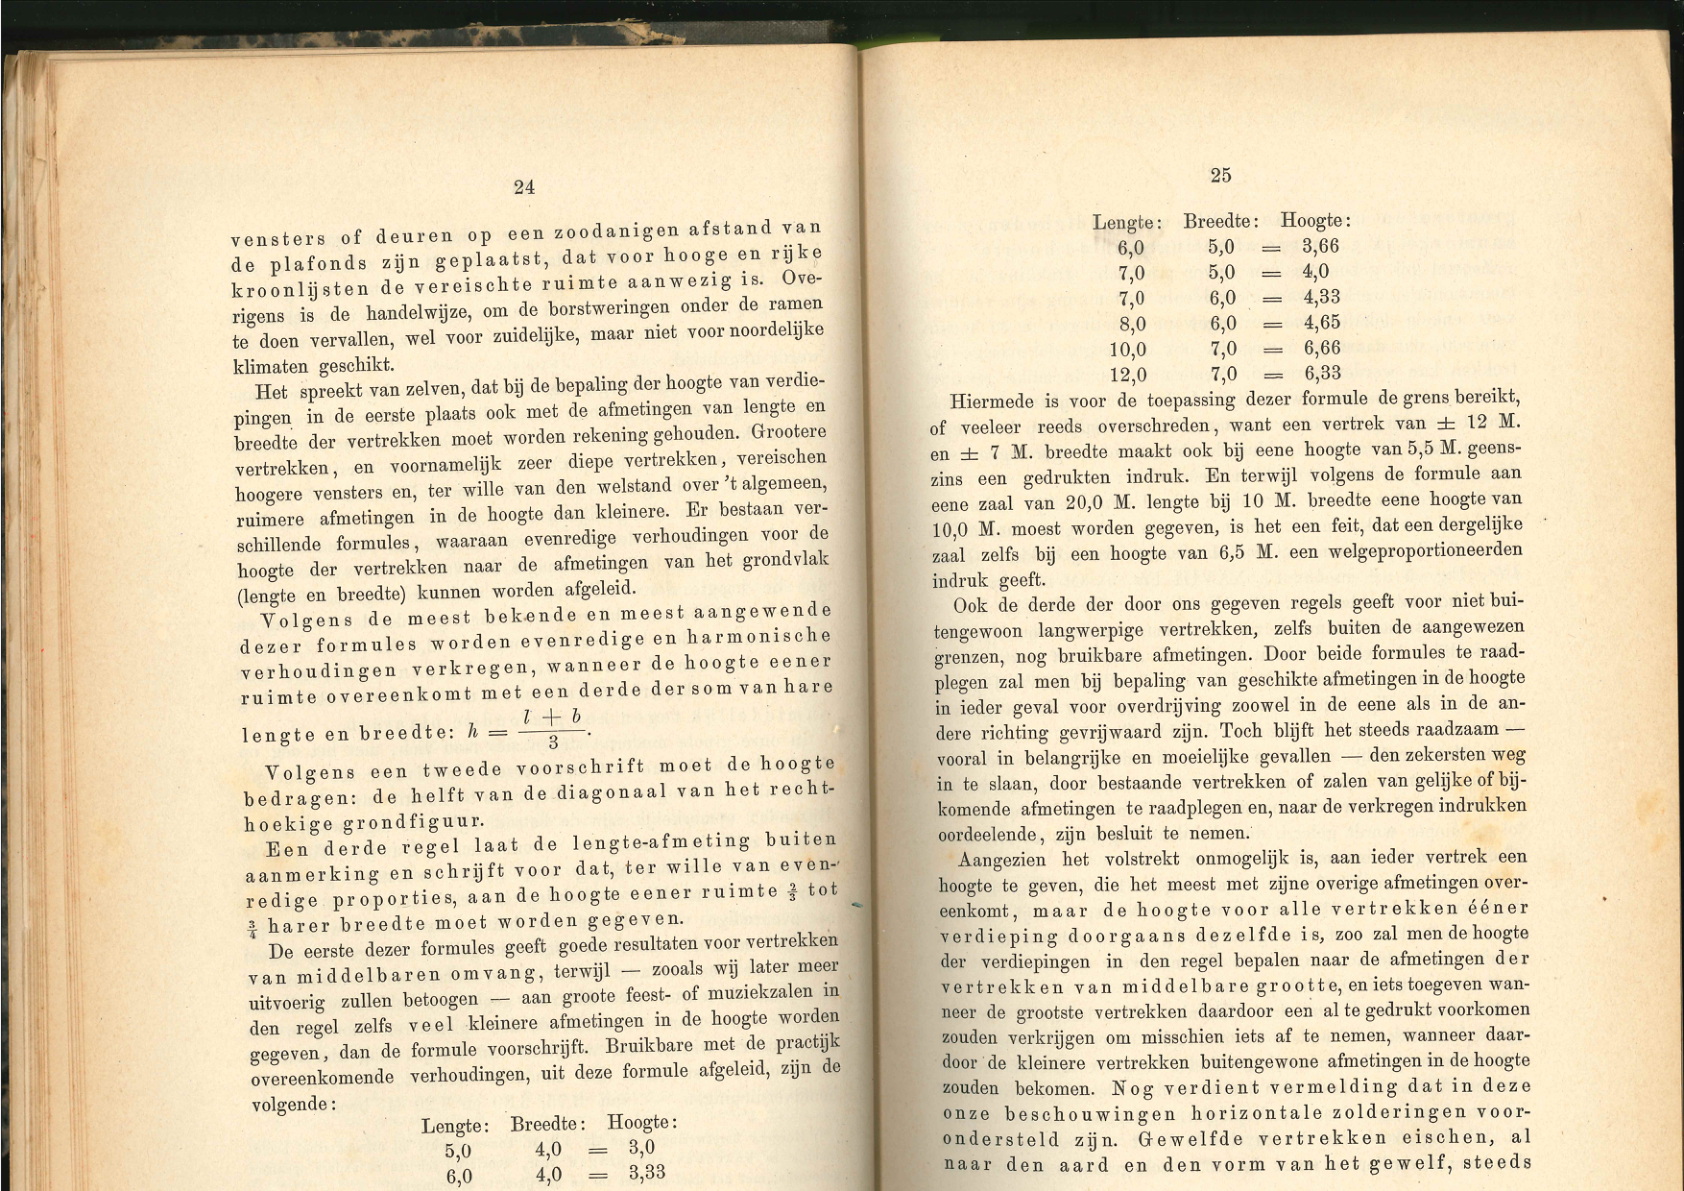 24
vensters of deuren op een zoodanigen afstand van
de plafonds zijn geplaatst, dat voor hooge en rijke
kroonlijsten de vereischte ruimte aanwezig is. Ove-
rigens is de handelwijze, om de borstweringen onder de ramen
te doen vervallen, wel voor zuidelijke, maar niet voor noordelijke
klimaten geschikt.
Het spreekt van zelven, dat bij de bepaling der hoogte van verdie-
pingen in de eerste plaats ook met de afmetingen van lengte en
breedte der vertrekken moet worden rekening gehouden. Grootere
vertrekken, en voornamelijk zeer diepe vertrekken, vereischen
hoogere vensters en, ter wille van den welstand over 't algemeen,
ruimere afmetingen in de hoogte dan kleinere. Er bestaan ver-
schillende formules, waaraan evenredige verhoudingen voor de
hoogte der vertrekken naar de afmetingen van het grondvlak
(lengte en breedte) kunnen worden afgeleid.
Volgens de meest bekende en meest aangewende
dezer formules worden evenredige en harmonische
verhoudingen verkregen, wanneer de hoogte eener
ruimte overeenkomt met een derde der som van hare
lengte en breedte: h = (l + b)/3.
Volgens een tweede voorschrift moet de hoogte
bedragen: de helft van de diagonaal van het recht-
hoekige grondfiguur.
Een derde regel laat de lengte-afmeting buiten
aanmerking en schrijft voor dat, ter wille van even-
redige proporties, aan de hoogte eener ruimte ⅔ tot
¾ harer breedte moet worden gegeven.
De eerste dezer formules geeft goede resultaten voor vertrekken
van middelbaren omvang, terwijl — zooals wij later meer
uitvoerig zullen betoogen — aan groote feest- of muziekzalen in
den regel zelfs veel kleinere afmetingen in de hoogte worden
gegeven, dan de formule voorschrijft. Bruikbare met de practijk
overeenkomende verhoudingen, uit deze formule afgeleid, zijn de
volgende:
Lengte: Breedte: Hoogte:
5,0 4,0 = 3,0
6,0 4,0 = 3,33
25
Lengte: Breedte: Hoogte:
6,0 5,0 = 3,66
7,0 5,0 = 4,0
7,0 6,0 = 4,33
8,0 6,0 = 4,65
10,0 7,0 = 6,66
12,0 7,0 = 6,33
Hiermede is voor de toepassing dezer formule de grens bereikt,
of veeleer reeds overschreden, want een vertrek van ± 12 M.
en ± 7 M. breedte maakt ook bij eene hoogte van 5,5 M. geens-
zins een gedrukten indruk. En terwijl volgens de formule aan
eene zaal van 20,0 M. lengte bij 10 M. breedte eene hoogte van
10,0 M. moest worden gegeven, is het een feit, dat een dergelijke
zaal zelfs bij een hoogte van 6,5 M. een welgeproportioneerden
indruk geeft.
Ook de derde der door ons gegeven regels geeft voor niet bui-
tengewoon langwerpige vertrekken, zelfs buiten de aangewezen
grenzen, nog bruikbare afmetingen. Door beide formules te raad-
plegen zal men bij bepaling van geschikte afmetingen in de hoogte
in ieder geval voor overdrijving zoowel in de eene als in de an-
dere richting gevrijwaard zijn. Toch blijft het steeds raadzaam —
vooral in belangrijke en moeielijke gevallen — den zekersten weg
in te slaan, door bestaande vertrekken of zalen van gelijke of bij-
komende afmetingen te raadplegen en, naar de verkregen indrukken
oordeelende, zijn besluit te nemen.
Aangezien het volstrekt onmogelijk is, aan ieder vertrek een
hoogte te geven, die het meest met zijne overige afmetingen over-
eenkomt, maar de hoogte voor alle vertrekken ééner
verdieping doorgaans dezelfde is, zoo zal men de hoogte
der verdiepingen in den regel bepalen naar de afmetingen der
vertrekken van middelbare grootte, en iets toegeven wan-
neer de grootste vertrekken daardoor een al te gedrukt voorkomen
zouden verkrijgen om misschien iets af te nemen, wanneer daar-
door de kleinere vertrekken buitengewone afmetingen in de hoogte
zouden bekomen. Nog verdient vermelding dat in deze
onze beschouwingen horizontale zolderingen voor-
ondersteld zijn. Gewelfde vertrekken eischen, al
naar den aard en den vorm van het gewelf, steeds